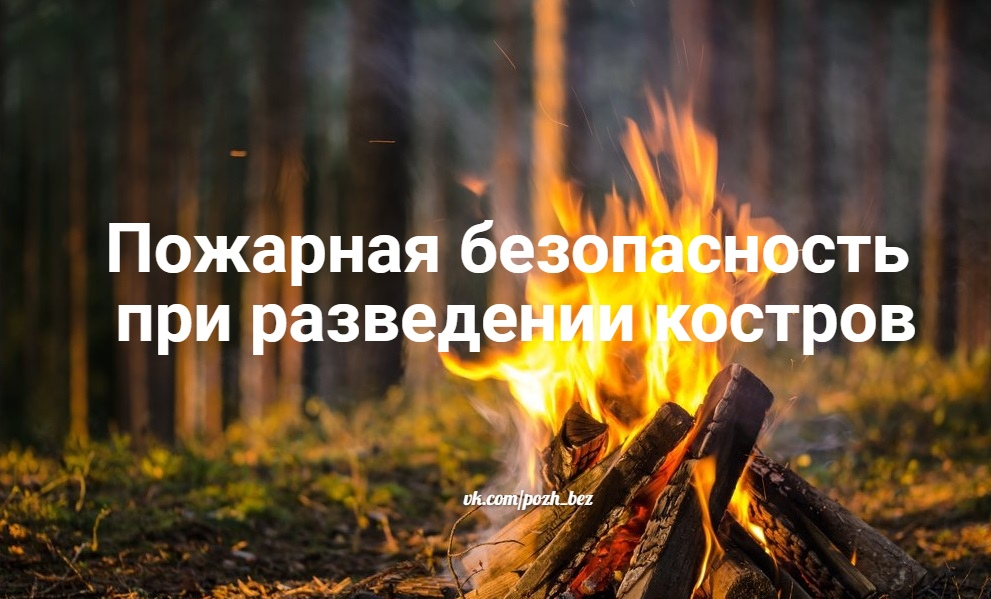 Пожарная безопасность
при разведении костров
vk.com/pozh_bez